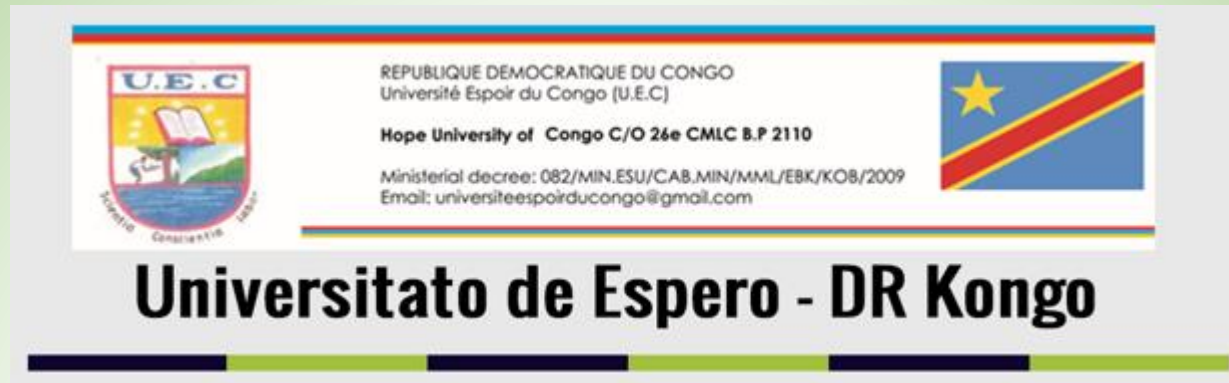 U.E.C
Scientia Conscientia Labor
REPUBLIQUE DEMOCRATIQUE DU CONGO
Université Espoir du Congo (U.E.C)
Hope University of Congo C/O 26e CMLC B.P 2110
Ministerial decree: 082/MIN.ESU/CAB.MIN/MML/EBK/KOB/2009
Email: universiteespoirducongo@gmail.com
Universitato de Espero - DR Kongo